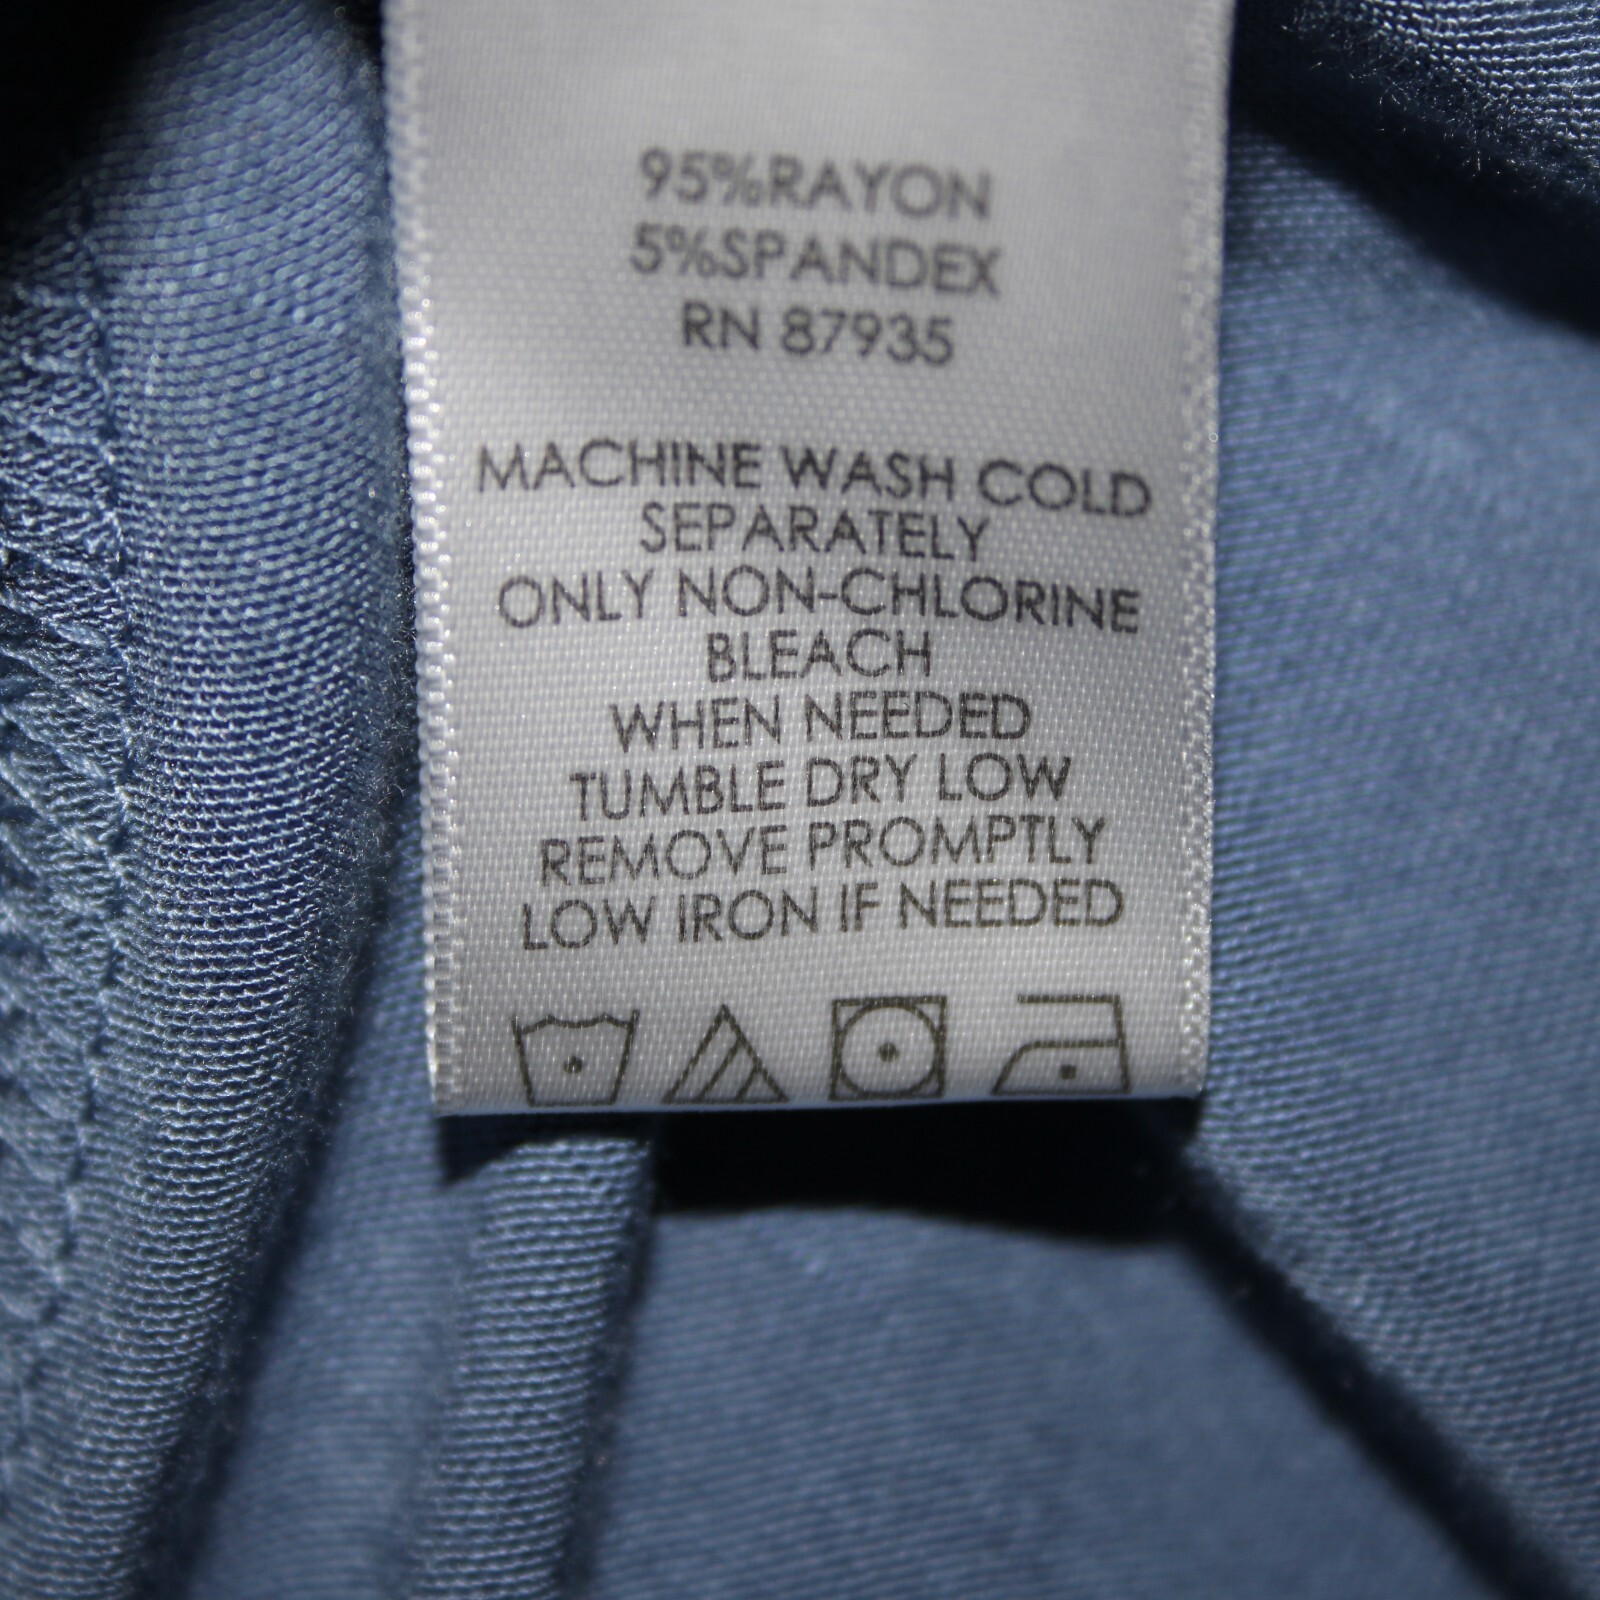 95%RAYON
5%SPANDEX
RN 87935
MACHINE WASH COLD
SEPARATELY
ONLY NON-CHLORINE
BLEACH
WHEN NEEDED
TUMBLE DRY LOW
REMOVE PROMPTLY
LOW IRON IF NEEDED